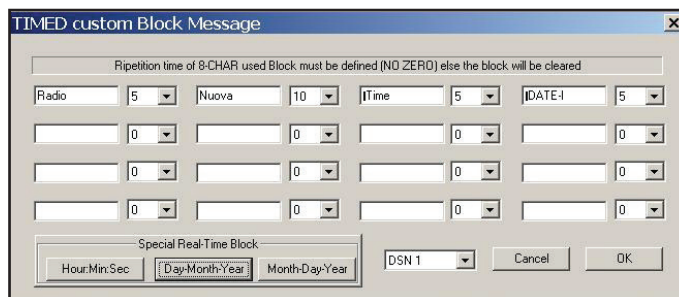 TIMED custom Block Message
Ripetition time of 8-CHAR used Block must be defined (NO ZERO) else the block will be cleared
Radio 5 Nuova 10 |Time 5 |DATE-I 5
0 0 0 0
0 0 0 0
0 0 0 0
Special Real-Time Block
Hour:Min:Sec Day-Month-Year Month-Day-Year DSN 1 Cancel OK